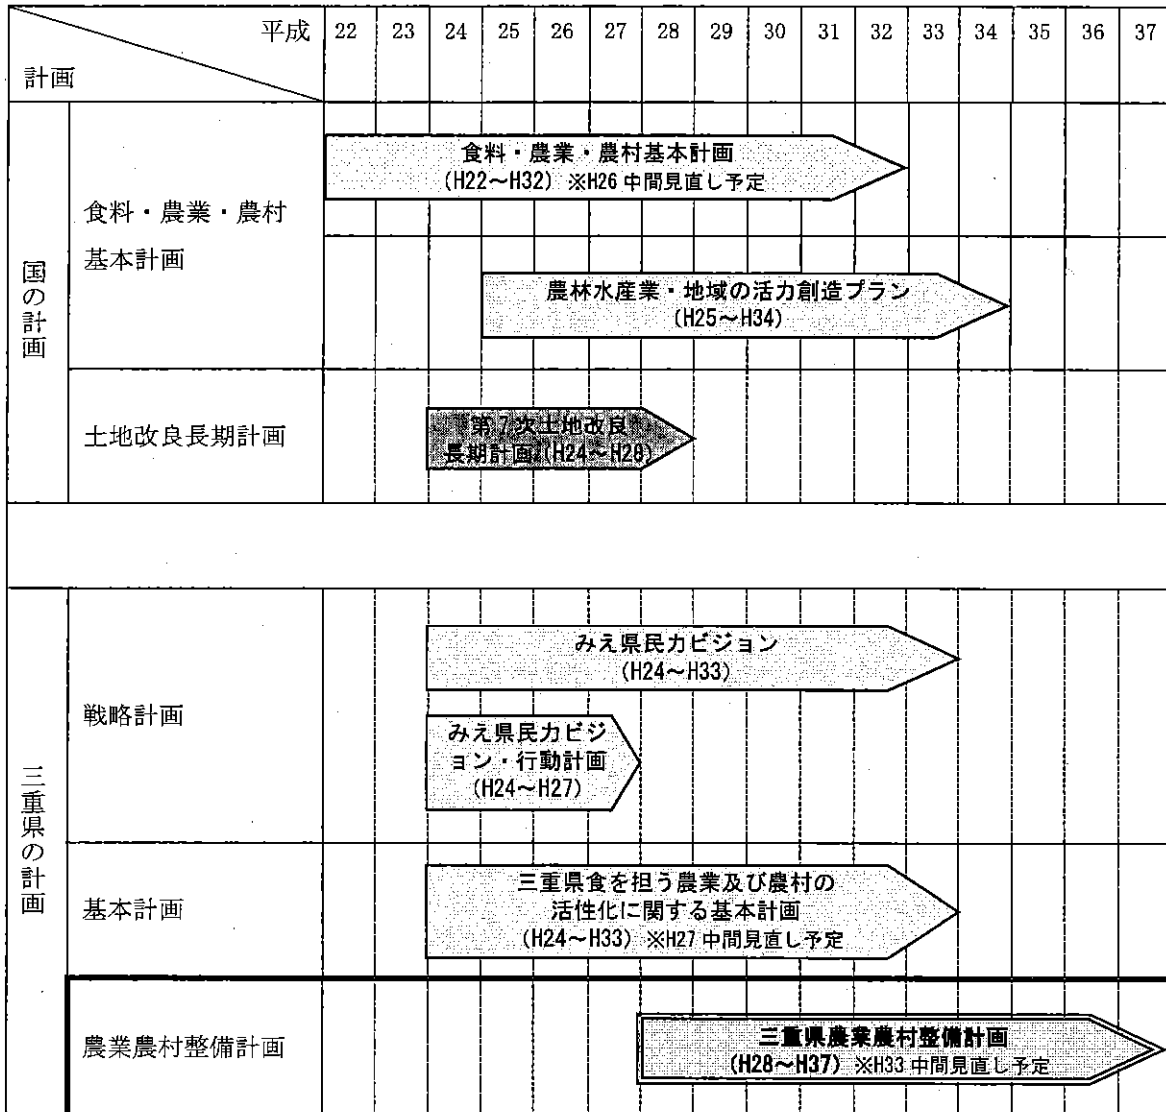 平成 22 23 24 25 26 27 28 29 30 31 32 33 34 35 36 37
計画
国の計画
食料・農業・農村
基本計画
食料・農業・農村基本計画
(H22～H32) ※H26 中間見直し予定
農林水産業・地域の活力創造プラン
(H25～H34)
土地改良長期計画
第7次土地改良
長期計画 (H24～H28)
三重県の計画
戦略計画
みえ県民力ビジョン
(H24～H33)
みえ県民力ビジ
ョン・行動計画
(H24～H27)
基本計画
三重県食を担う農業及び農村の
活性化に関する基本計画
(H24～H33) ※H27 中間見直し予定
農業農村整備計画
三重県農業農村整備計画
(H28～H37) ※H33 中間見直し予定